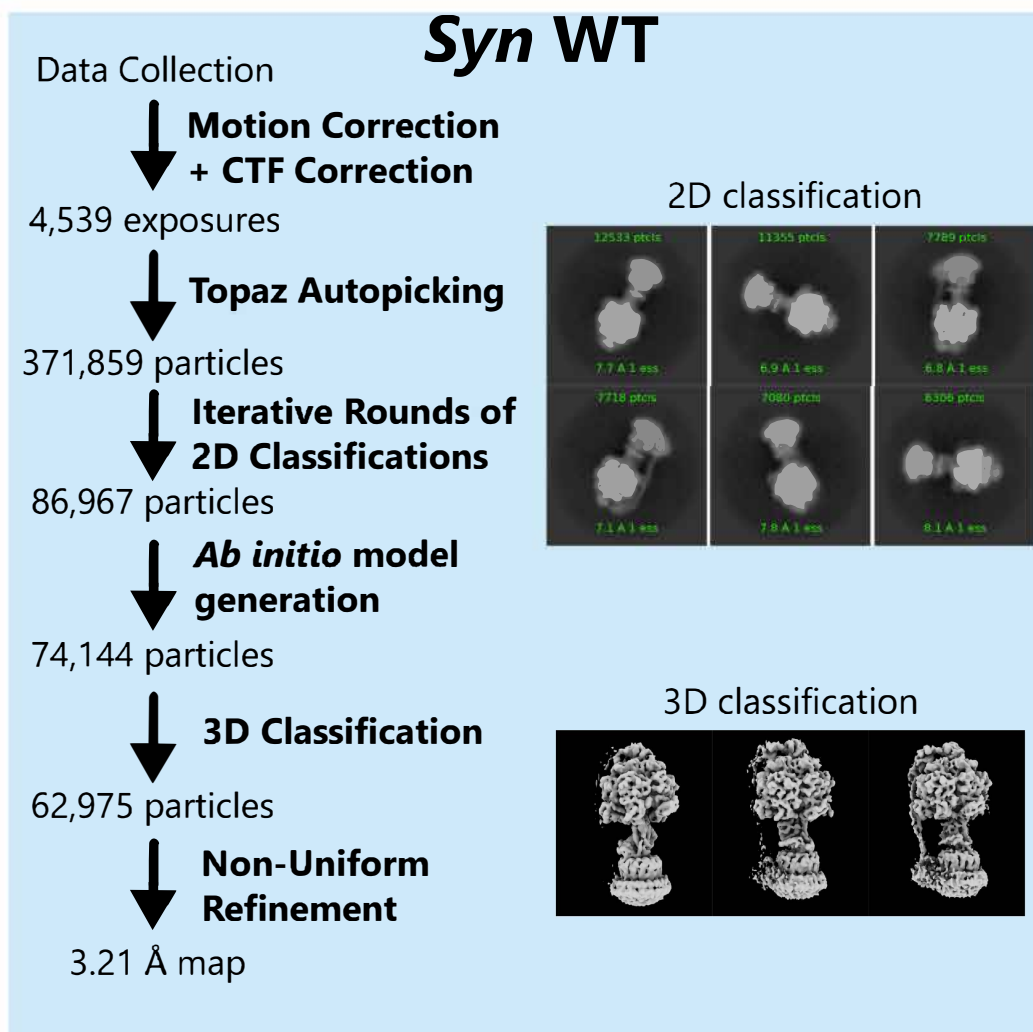 Syn WT
Data Collection
Motion Correction
+ CTF Correction
4,539 exposures
Topaz Autopicking
371,859 particles
Iterative Rounds of
2D Classifications
86,967 particles
Ab initio model
generation
74,144 particles
3D Classification
62,975 particles
Non-Uniform
Refinement
3.21 Å map
2D classification
12533 ptcls
11355 ptcls
7789 ptcls
7.7 Å 1 ess
6.9 Å 1 ess
6.8 Å 1 ess
7718 ptcls
7080 ptcls
6306 ptcls
7.1 Å 1 ess
7.8 Å 1 ess
8.1 Å 1 ess
3D classification